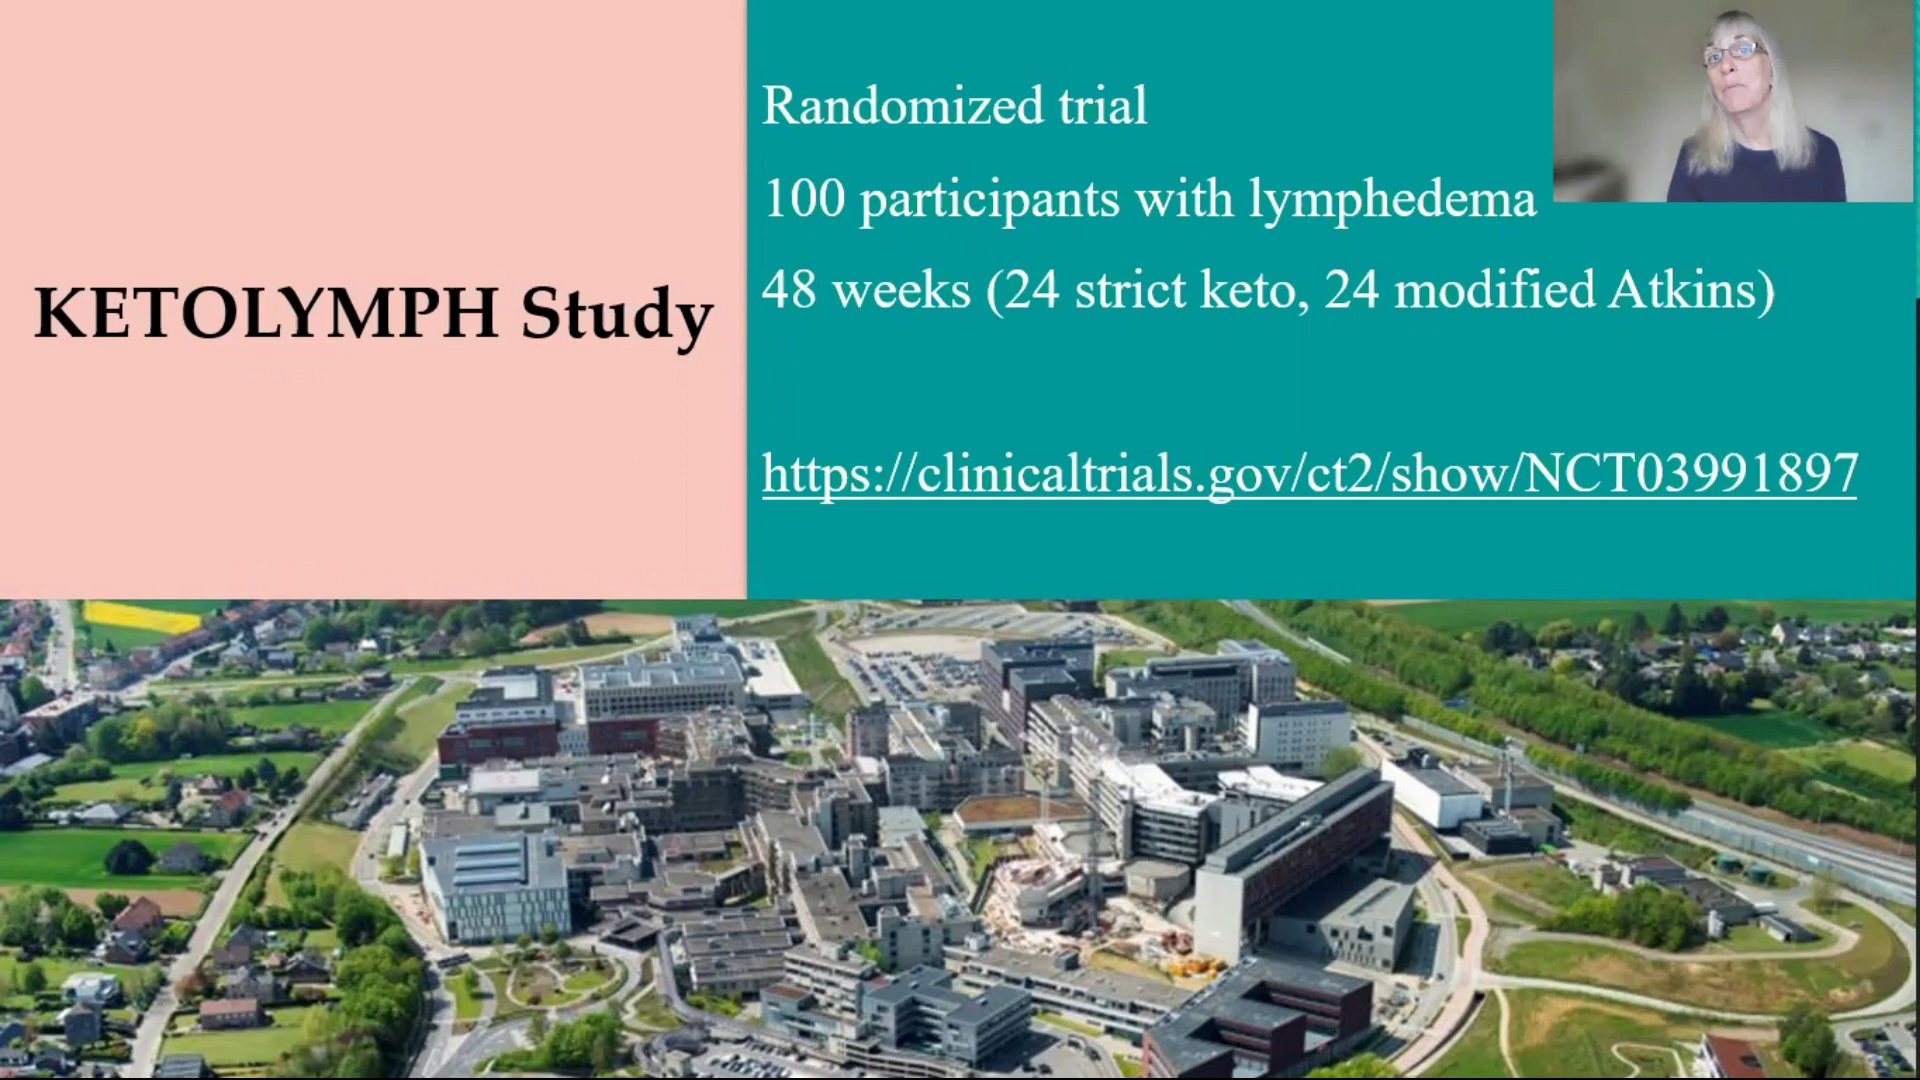 KETOLYMPH Study
Randomized trial
100 participants with lymphedema
48 weeks (24 strict keto, 24 modified Atkins)
https://clinicaltrials.gov/ct2/show/NCT03991897